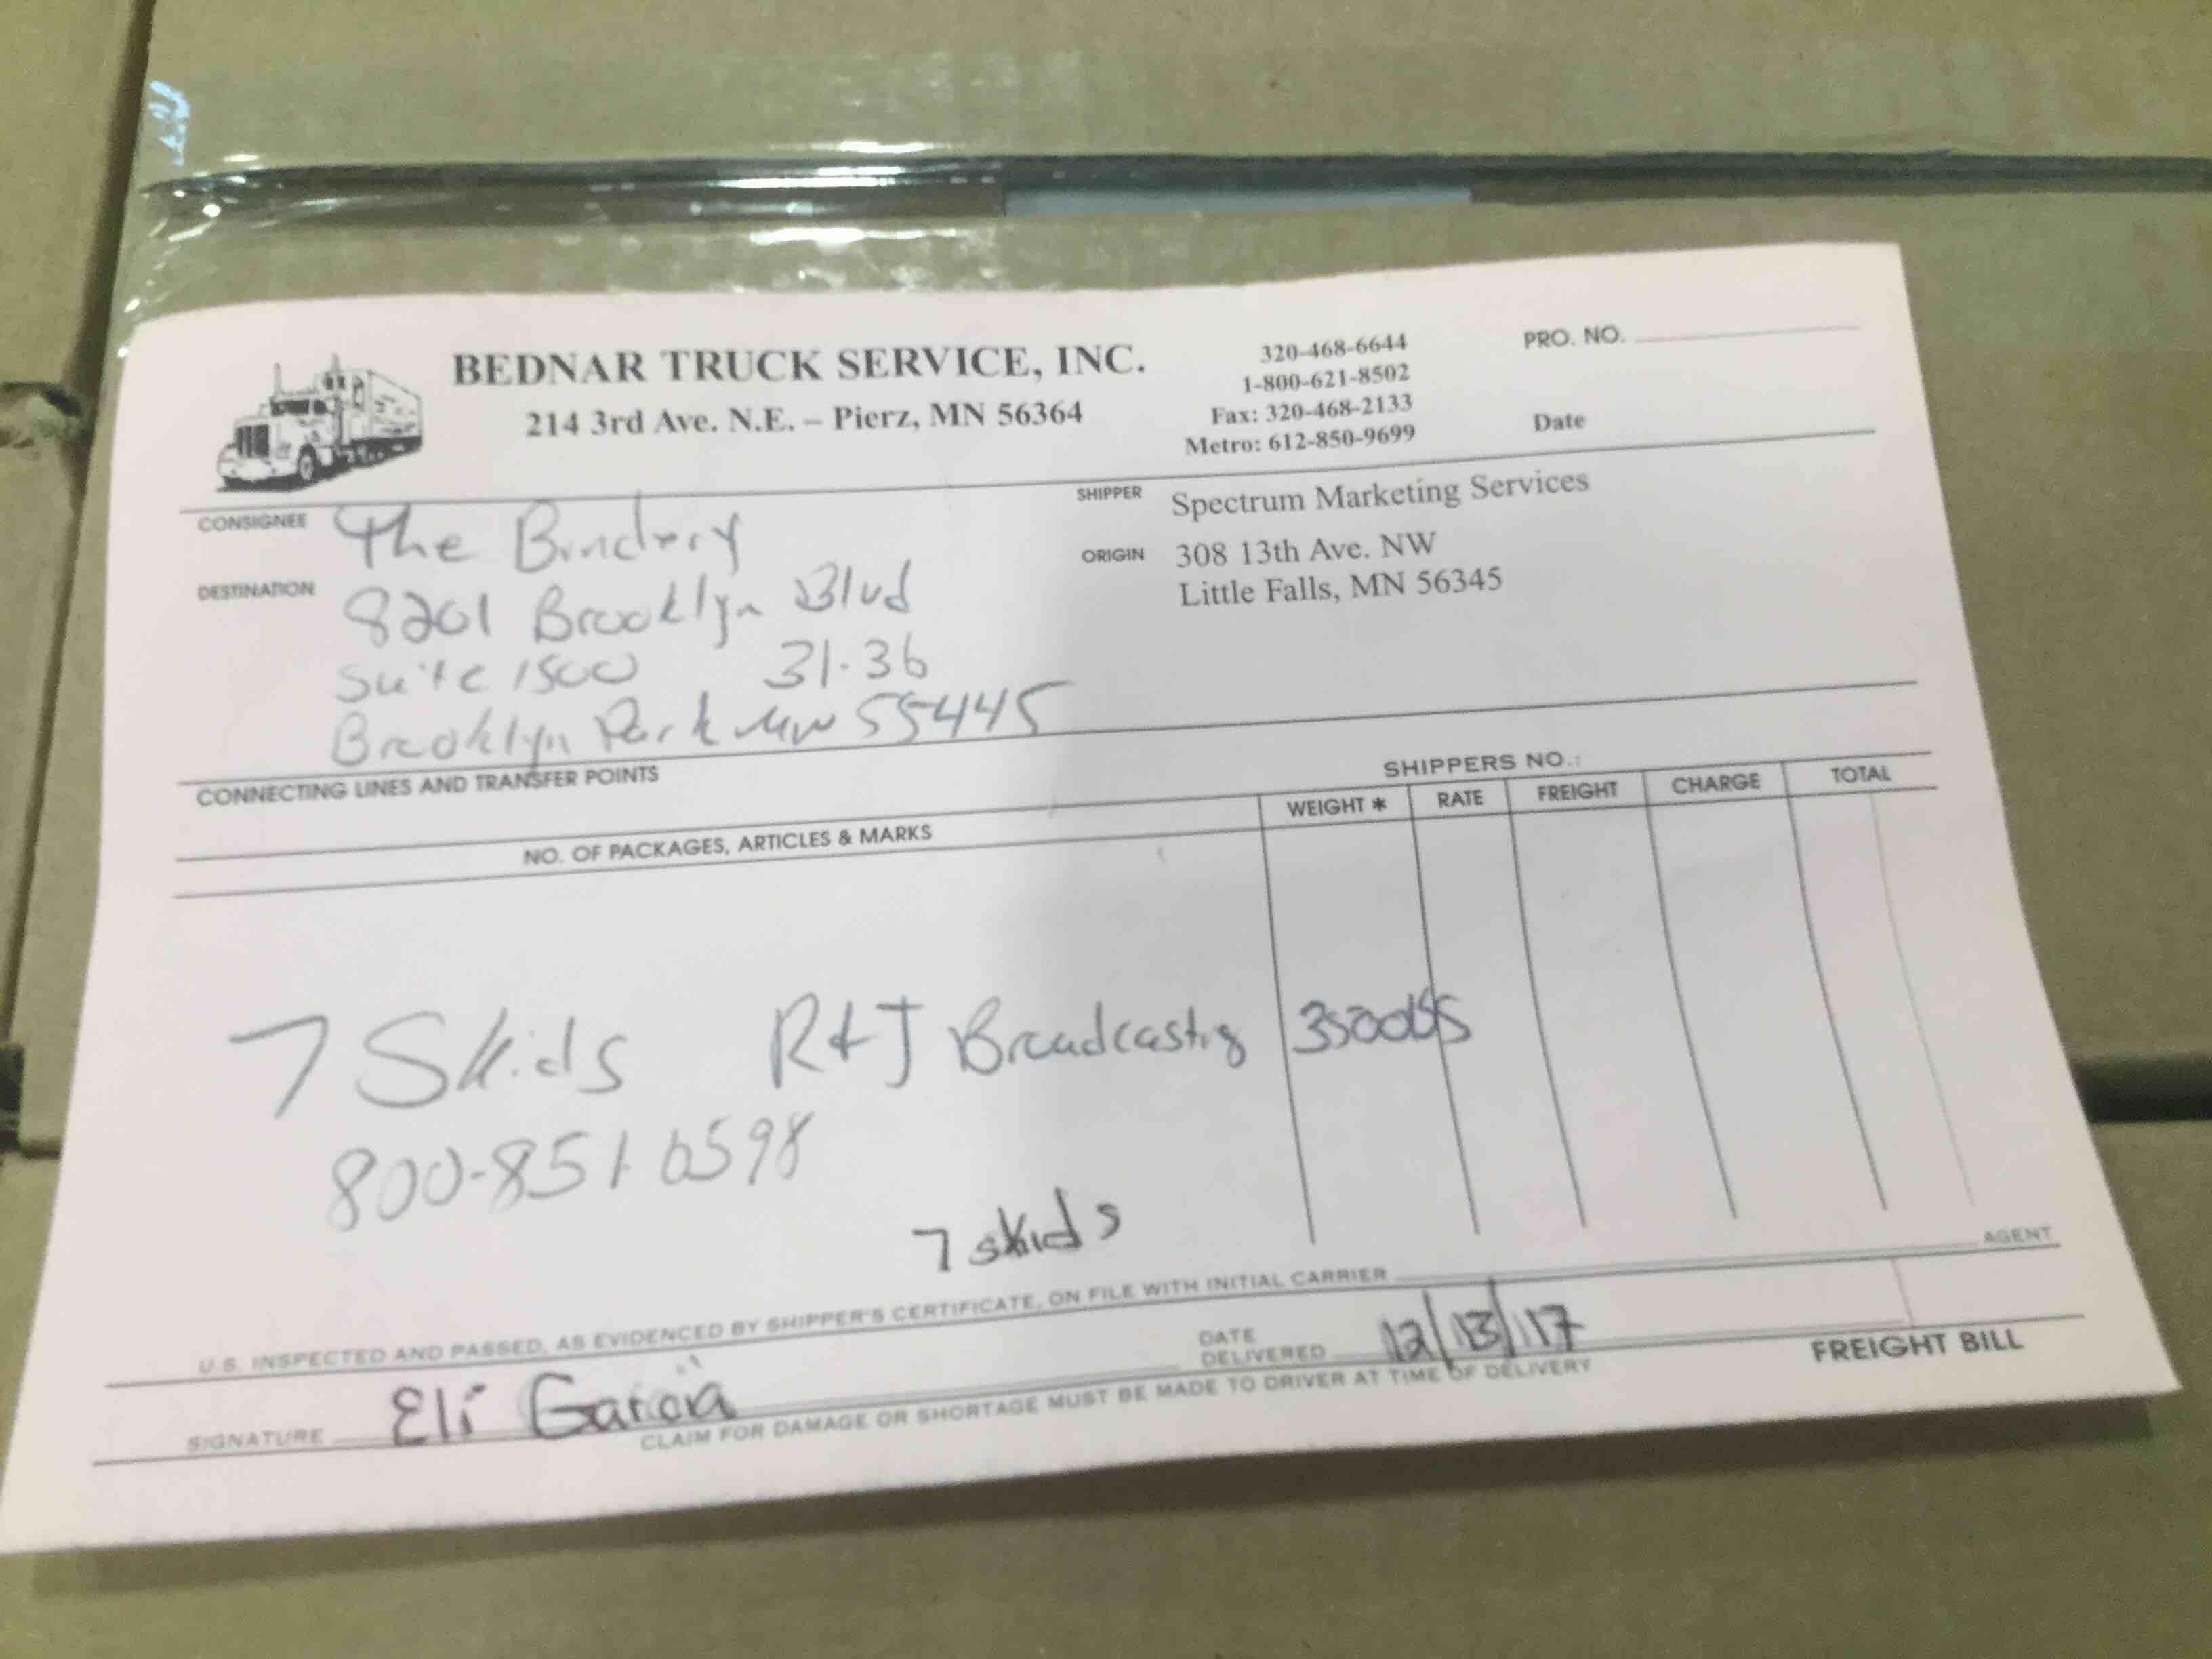 BEDNAR TRUCK SERVICE, INC.
214 3rd Ave. N.E. – Pierz, MN 56364
320-468-6644
1-800-621-8502
Fax: 320-468-2133
Metro: 612-850-9699
PRO. NO.
Date
CONSIGNEE The Bindery
DESTINATION 8201 Brooklyn Blvd
Suite 1500 31-36
Brooklyn Park MN 55445
SHIPPER Spectrum Marketing Services
ORIGIN 308 13th Ave. NW
Little Falls, MN 56345
CONNECTING LINES AND TRANSFER POINTS
SHIPPERS NO.:
NO. OF PACKAGES, ARTICLES & MARKS WEIGHT * RATE FREIGHT CHARGE TOTAL
7 Skids R+J Broadcasting 3500lbs
800-851-6598
7 skids
U.S. INSPECTED AND PASSED, AS EVIDENCED BY SHIPPER'S CERTIFICATE, ON FILE WITH INITIAL CARRIER AGENT
SIGNATURE Eli Garcia DATE DELIVERED 12/13/17
CLAIM FOR DAMAGE OR SHORTAGE MUST BE MADE TO DRIVER AT TIME OF DELIVERY
FREIGHT BILL